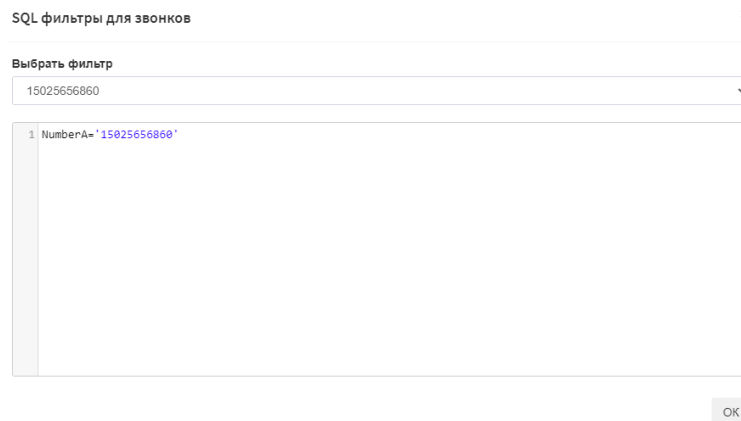 SQL фильтры для звонков
Выбрать фильтр
15025656860
1 NumberA='15025656860'
OK